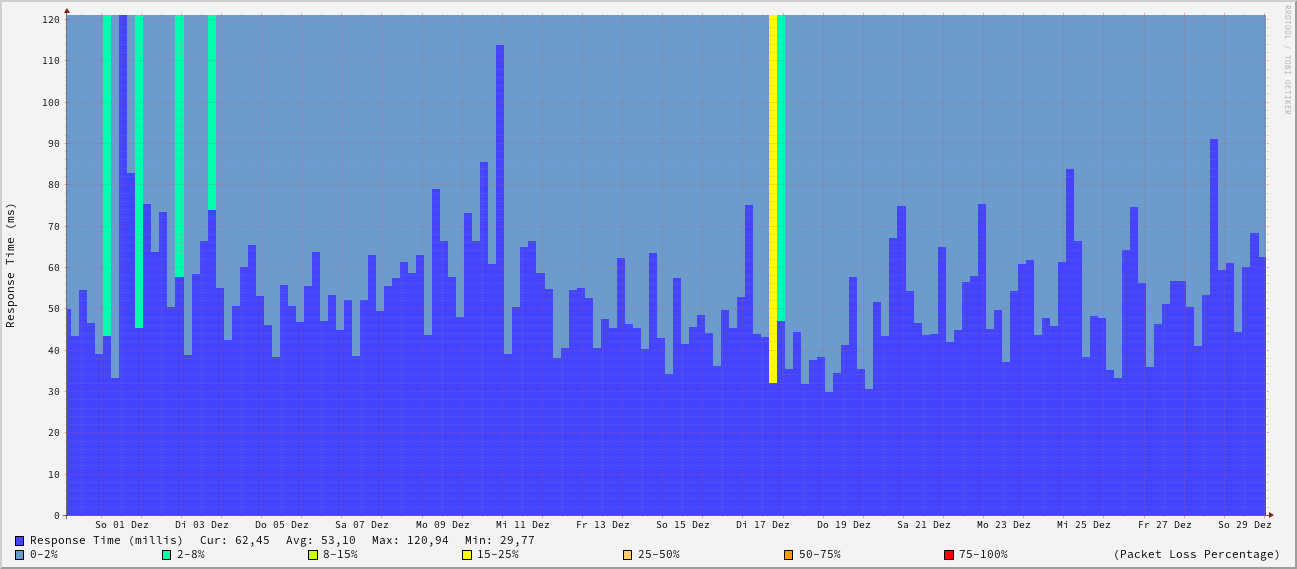 RRDTOOL / TOBI OETIKER
Response Time (ms)
120
110
100
90
80
70
60
50
40
30
20
10
0
So 01 Dez Di 03 Dez Do 05 Dez Sa 07 Dez Mo 09 Dez Mi 11 Dez Fr 13 Dez So 15 Dez Di 17 Dez Do 19 Dez Sa 21 Dez Mo 23 Dez Mi 25 Dez Fr 27 Dez So 29 Dez
Response Time (millis) Cur: 62,45 Avg: 53,10 Max: 120,94 Min: 29,77
0-2% 2-8% 8-15% 15-25% 25-50% 50-75% 75-100% (Packet Loss Percentage)